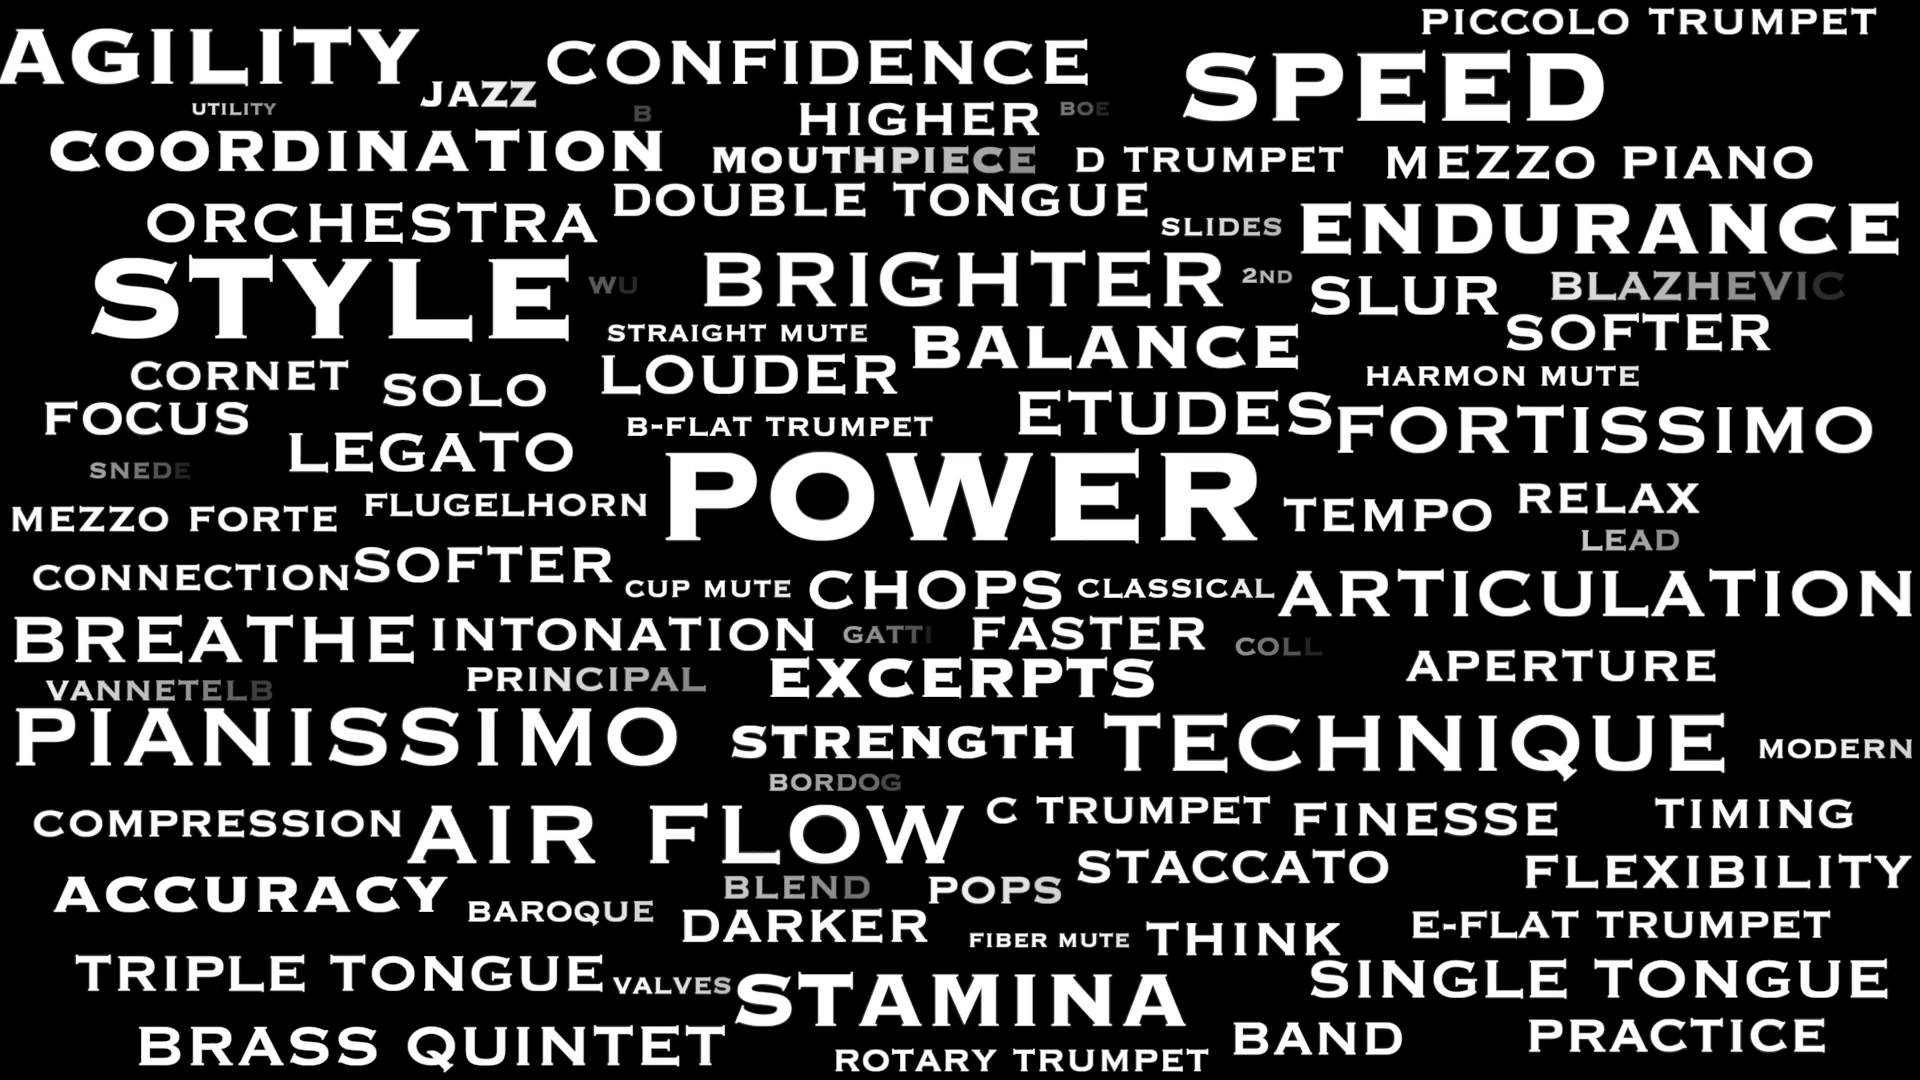 PICCOLO TRUMPET
AGILITY
CONFIDENCE
SPEED
JAZZ
UTILITY
B
HIGHER
BOE
COORDINATION
MOUTHPIECE
D TRUMPET
MEZZO PIANO
DOUBLE TONGUE
ORCHESTRA
SLIDES
ENDURANCE
STYLE
WU
BRIGHTER
2ND
SLUR
BLAZHEVIC
STRAIGHT MUTE
BALANCE
SOFTER
CORNET
SOLO
LOUDER
HARMON MUTE
FOCUS
B-FLAT TRUMPET
ETUDES
FORTISSIMO
LEGATO
SNEDE
POWER
MEZZO FORTE
FLUGELHORN
TEMPO
RELAX
LEAD
CONNECTION
SOFTER
CUP MUTE
CHOPS
CLASSICAL
ARTICULATION
BREATHE
INTONATION
GATTI
FASTER
COLL
VANNETELB
PRINCIPAL
EXCERPTS
APERTURE
PIANISSIMO
STRENGTH
TECHNIQUE
MODERN
BORDOG
COMPRESSION
AIR FLOW
C TRUMPET
FINESSE
TIMING
ACCURACY
BAROQUE
BLEND
POPS
STACCATO
FLEXIBILITY
DARKER
FIBER MUTE
THINK
E-FLAT TRUMPET
TRIPLE TONGUE
VALVES
STAMINA
SINGLE TONGUE
BRASS QUINTET
ROTARY TRUMPET
BAND
PRACTICE